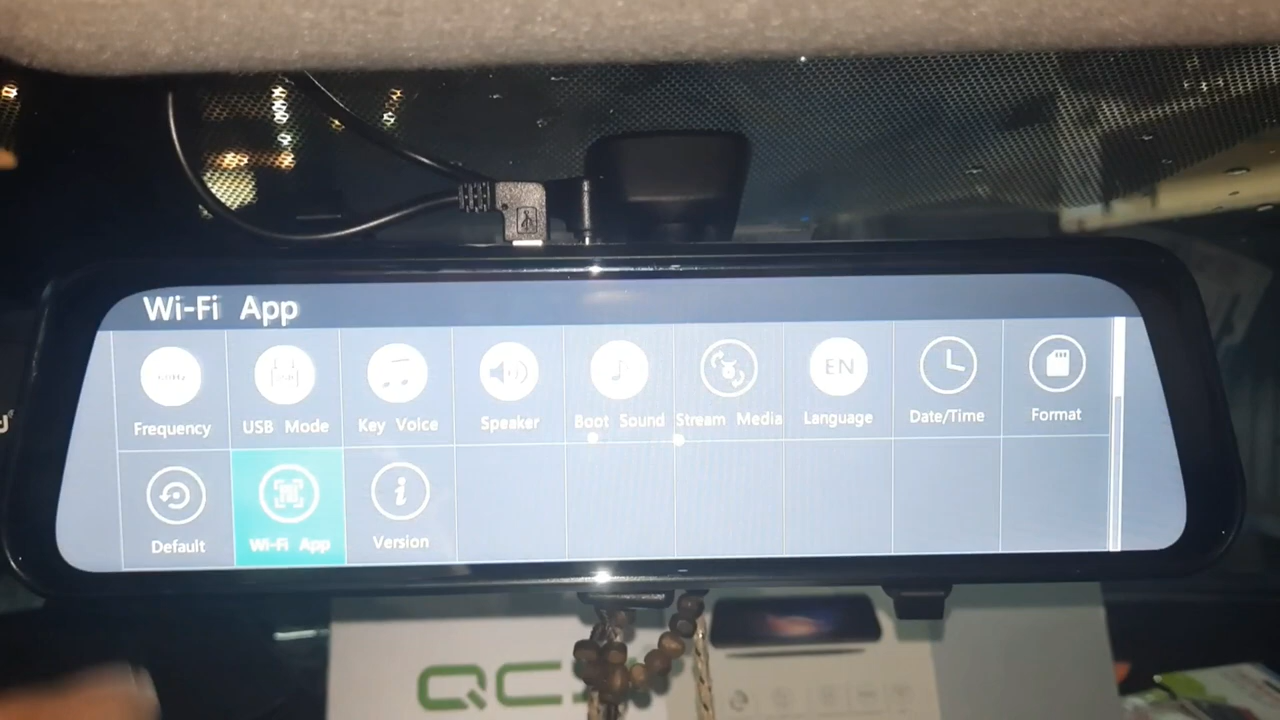 Wi-Fi App
Frequency
USB Mode
Key Voice
Speaker
Boot Sound
Stream Media
EN
Language
Date/Time
Format
Default
Wi-Fi App
Version
QC